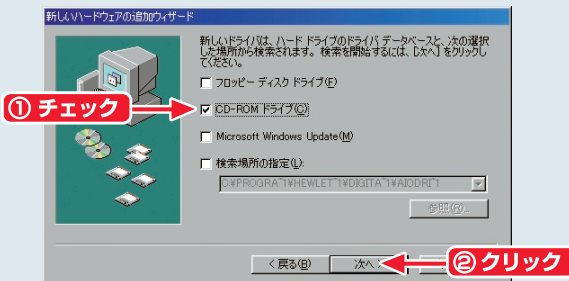 新しいハードウェアの追加ウィザード
新しいドライバは、ハード ドライブのドライバ データベースと、次の選択
した場所から検索されます。検索を開始するには、[次へ] をクリックし
てください。
フロッピー ディスク ドライブ(F)
① チェック
CD-ROM ドライブ(C)
Microsoft Windows Update(M)
検索場所の指定(L):
C:¥PROGRA~1¥HEWLET~1¥DIGITA~1¥AIODRI~1
参照(R)...
< 戻る(B)
次へ >
② クリック